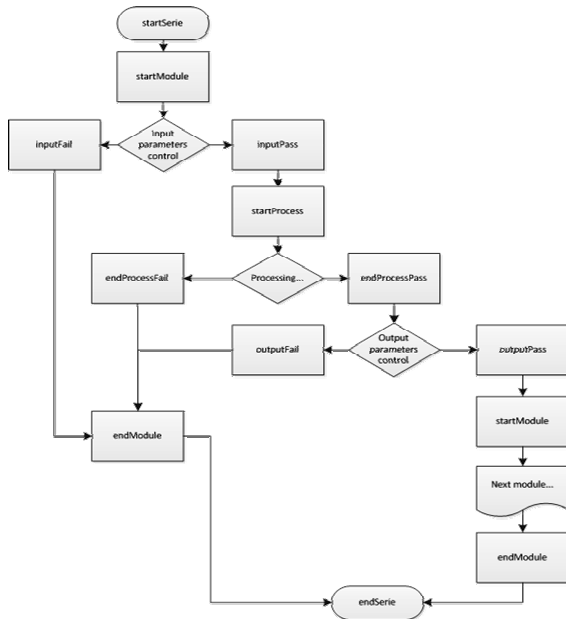 startSerie
startModule
Input
parameters
control
inputFail
inputPass
startProcess
Processing...
endProcessFail
endProcessPass
Output
parameters
control
outputFail
outputPass
startModule
endModule
Next module...
endModule
endSerie